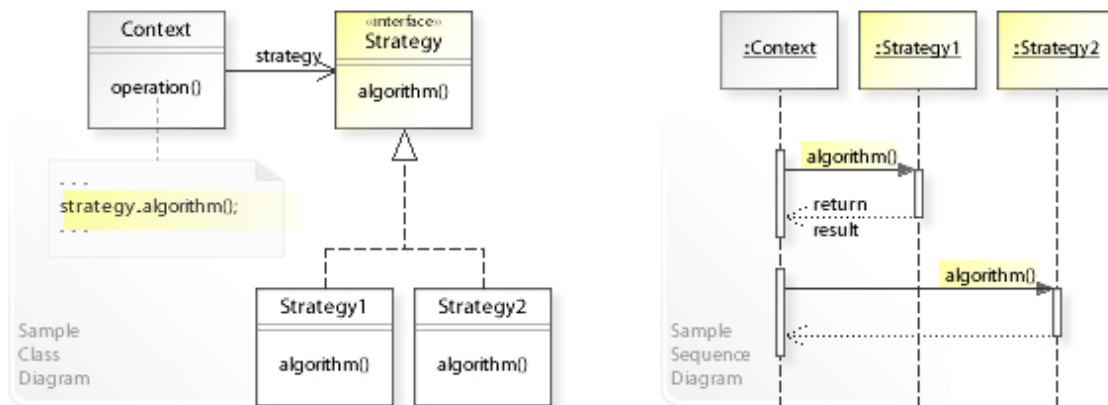 Context
operation()
strategy
«interface»
Strategy
algorithm()
- - -
strategy.algorithm();
- - -
Strategy1
algorithm()
Strategy2
algorithm()
Sample
Class
Diagram
:Context
:Strategy1
:Strategy2
algorithm()
return
result
algorithm()
Sample
Sequence
Diagram